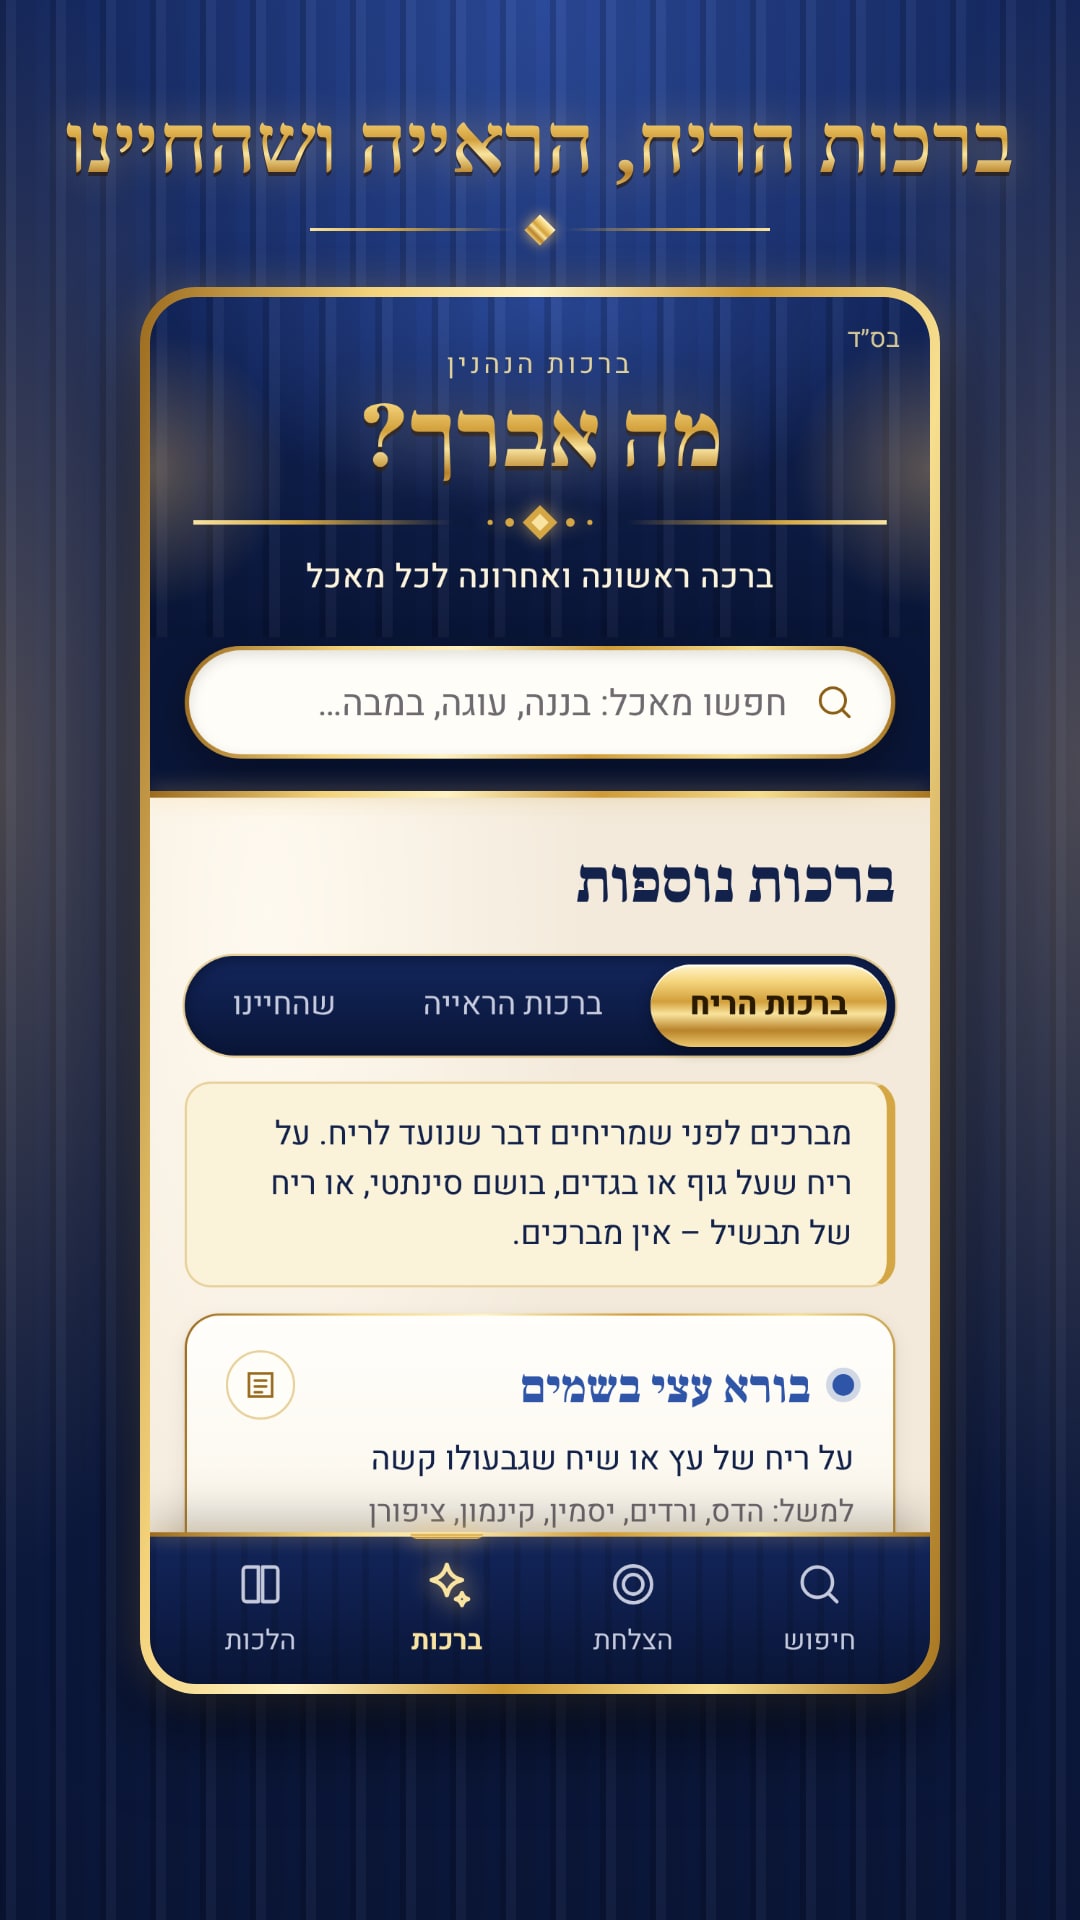 ברכות הריח, הראייה ושהחיינו
בס״ד
ברכות הנהנין
מה אברך?
ברכה ראשונה ואחרונה לכל מאכל
חפשו מאכל: בננה, עוגה, במבה...
ברכות נוספות
ברכות הריח
ברכות הראייה
שהחיינו
מברכים לפני שמריחים דבר שנועד לריח. על
ריח שעל גוף או בגדים, בושם סינתטי, או ריח
של תבשיל – אין מברכים.
בורא עצי בשמים
על ריח של עץ או שיח שגבעולו קשה
למשל: הדס, ורדים, יסמין, קינמון, ציפורן
חיפוש
הצלחת
ברכות
הלכות